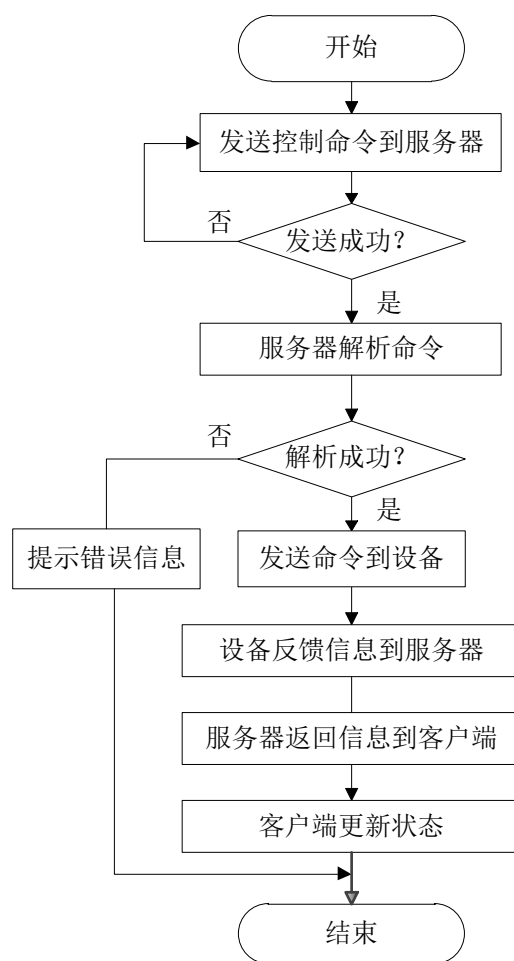 开始
发送控制命令到服务器
否
发送成功？
是
服务器解析命令
否
解析成功？
是
提示错误信息
发送命令到设备
设备反馈信息到服务器
服务器返回信息到客户端
客户端更新状态
结束